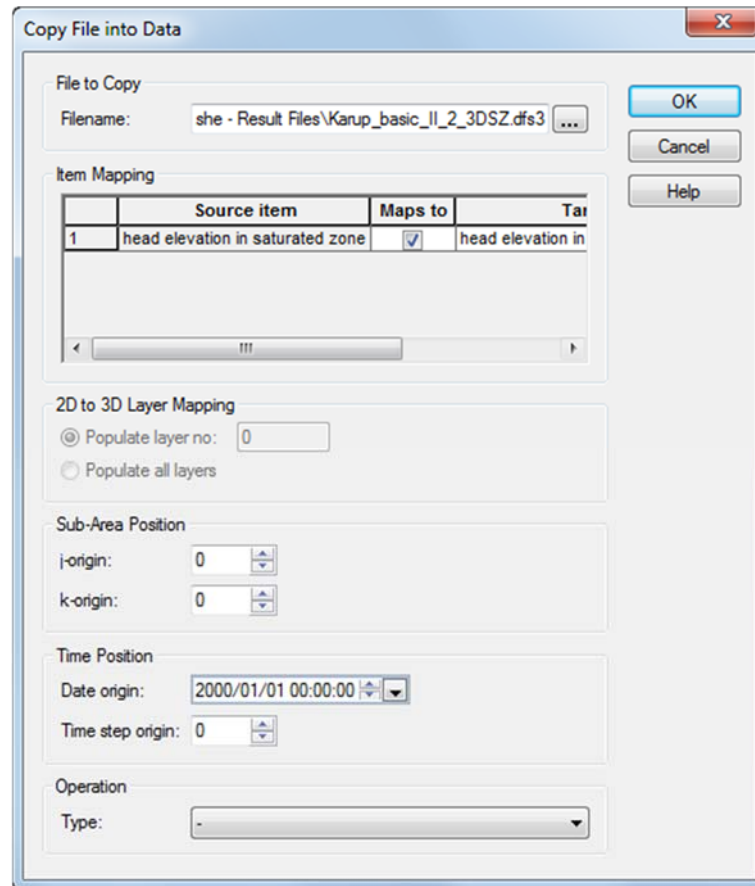 Copy File into Data
File to Copy
Filename: she - Result Files\Karup_basic_II_2_3DSZ.dfs3 ...
OK
Cancel
Help
Item Mapping
Source item Maps to Tar
1 head elevation in saturated zone head elevation in
2D to 3D Layer Mapping
Populate layer no: 0
Populate all layers
Sub-Area Position
j-origin: 0
k-origin: 0
Time Position
Date origin: 2000/01/01 00:00:00
Time step origin: 0
Operation
Type: -